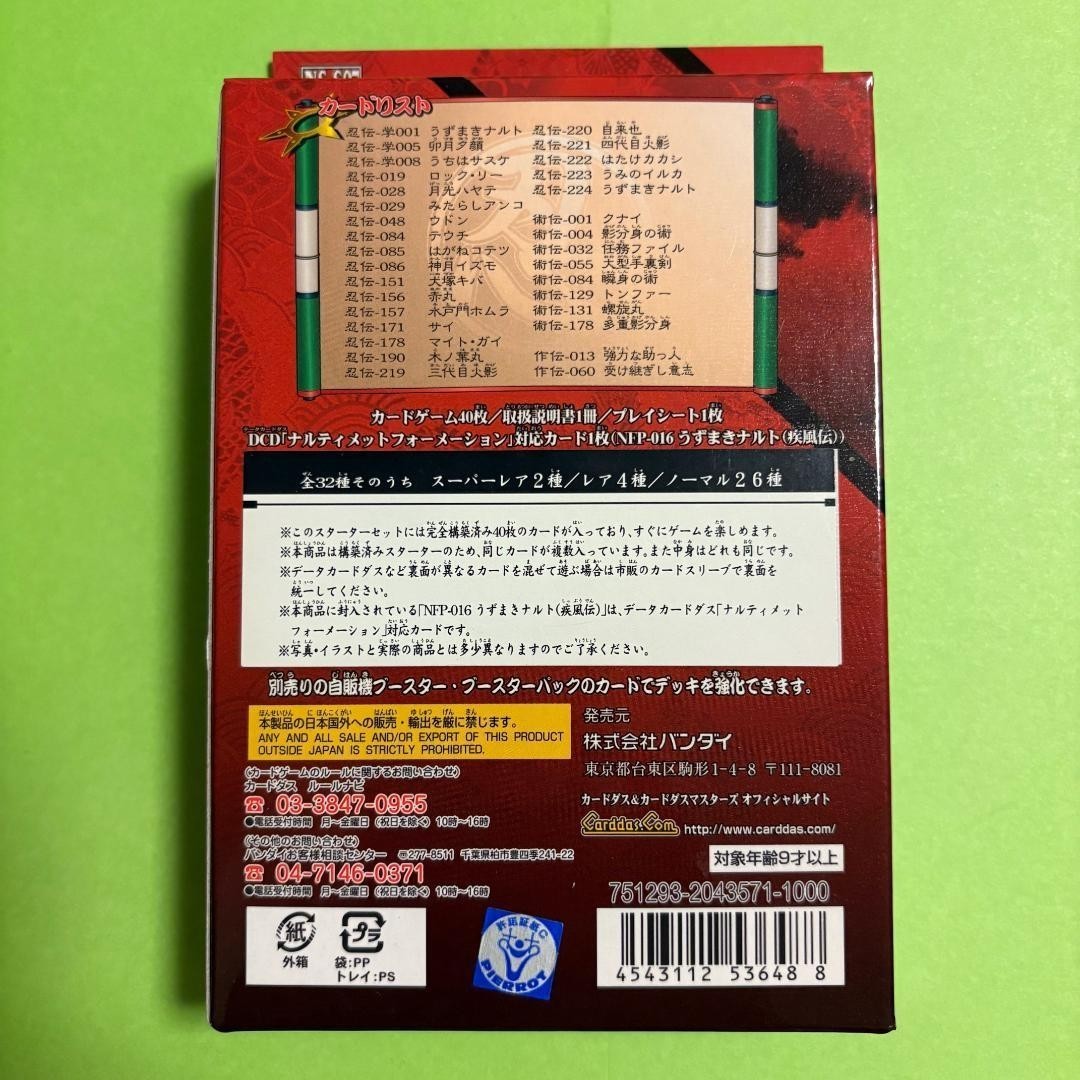 カードリスト
忍伝-学001 うずまきナルト
忍伝-学005 卯月夕顔
忍伝-学008 うちはサスケ
忍伝-019 ロック・リー
忍伝-028 月光ハヤテ
忍伝-029 みたらしアンコ
忍伝-048 ウドン
忍伝-084 テウチ
忍伝-085 はがねコテツ
忍伝-086 神月イズモ
忍伝-151 犬塚キバ
忍伝-156 赤丸
忍伝-157 水戸門ホムラ
忍伝-171 サイ
忍伝-178 マイト・ガイ
忍伝-190 木ノ葉丸
忍伝-219 三代目火影
忍伝-220 自来也
忍伝-221 四代目火影
忍伝-222 はたけカカシ
忍伝-223 うみのイルカ
忍伝-224 うずまきナルト
術伝-001 クナイ
術伝-004 影分身の術
術伝-032 任務ファイル
術伝-055 大型手裏剣
術伝-084 瞬身の術
術伝-129 トンファー
術伝-131 螺旋丸
術伝-178 多重影分身
作伝-013 強力な助っ人
作伝-060 受け継ぎし意志
カードゲーム40枚/取扱説明書1冊/プレイシート1枚
DCD「ナルティメットフォーメーション」対応カード1枚(NFP-016 うずまきナルト(疾風伝))
全32種そのうち スーパーレア2種/レア4種/ノーマル26種
※このスターターセットには完全構築済み40枚のカードが入っており、すぐにゲームを楽しめます。
※本商品は構築済みスターターのため、同じカードが複数入っています。また中身はどれも同じです。
※データカードダスなど裏面が異なるカードを混ぜて遊ぶ場合は市販のカードスリーブで裏面を
統一してください。
※本商品に封入されている「NFP-016 うずまきナルト(疾風伝)」は、データカードダス「ナルティメット
フォーメーション」対応カードです。
※写真・イラストと実際の商品とは多少異なりますのでご了承ください。
別売りの自販機ブースター・ブースターパックのカードでデッキを強化できます。
本製品の日本国外への販売・輸出を厳に禁じます。
ANY AND ALL SALE AND/OR EXPORT OF THIS PRODUCT
OUTSIDE JAPAN IS STRICTLY PROHIBITED.
発売元
株式会社バンダイ
東京都台東区駒形1-4-8 〒111-8081
〈カードゲームのルールに関するお問い合わせ〉
カードダス ルールナビ
☎ 03-3847-0955
●電話受付時間 月〜金曜日(祝日を除く) 10時〜16時
〈その他のお問い合わせ〉
バンダイお客様相談センター 〒277-8511 千葉県柏市豊四季241-22
☎ 04-7146-0371
●電話受付時間 月〜金曜日(祝日を除く) 10時〜16時
カードダス&カードダスマスターズ オフィシャルサイト
Carddas.Com http://www.carddas.com/
対象年齢9才以上
751293-2043571-1000
紙
外箱
プラ
袋:PP
トレイ:PS
許諾証紙C
PIERROT
4543112 53648 8